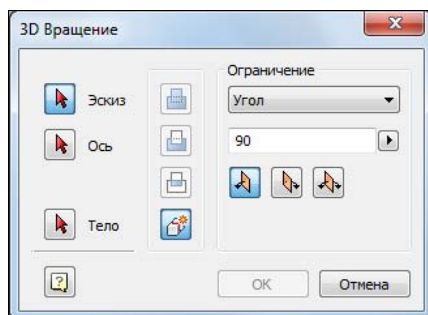 3D Вращение
Эскиз
Ось
Тело
Ограничение
Угол
90
OK
Отмена